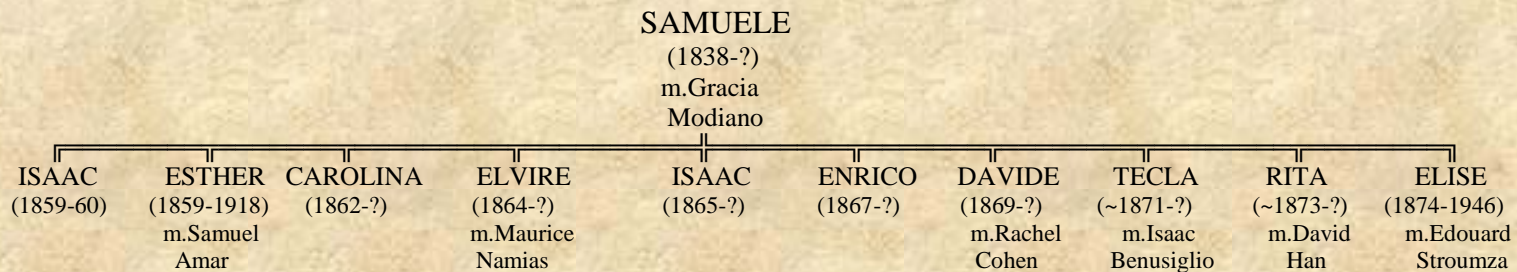 SAMUELE
(1838-?)
m.Gracia
Modiano
ISAAC ESTHER CAROLINA ELVIRE ISAAC ENRICO DAVIDE TECLA RITA ELISE
(1859-60) (1859-1918) (1862-?) (1864-?) (1865-?) (1867-?) (1869-?) (~1871-?) (~1873-?) (1874-1946)
m.Samuel m.Maurice m.Rachel m.Isaac m.David m.Edouard
Amar Namias Cohen Benusiglio Han Stroumza